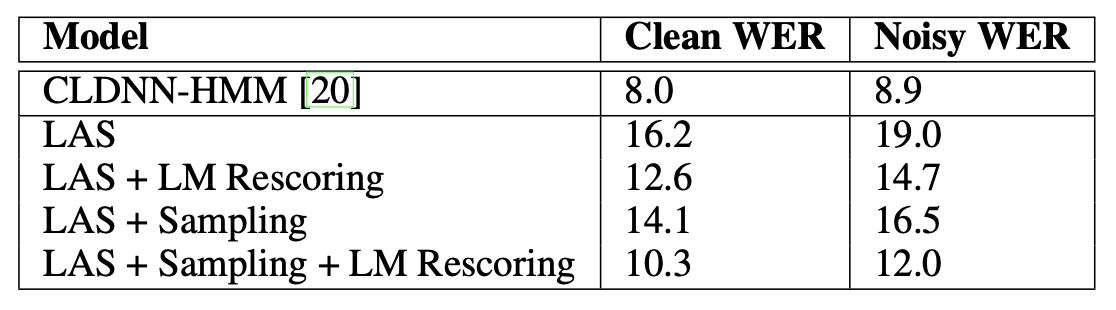 Model Clean WER Noisy WER
CLDNN-HMM [20] 8.0 8.9
LAS 16.2 19.0
LAS + LM Rescoring 12.6 14.7
LAS + Sampling 14.1 16.5
LAS + Sampling + LM Rescoring 10.3 12.0